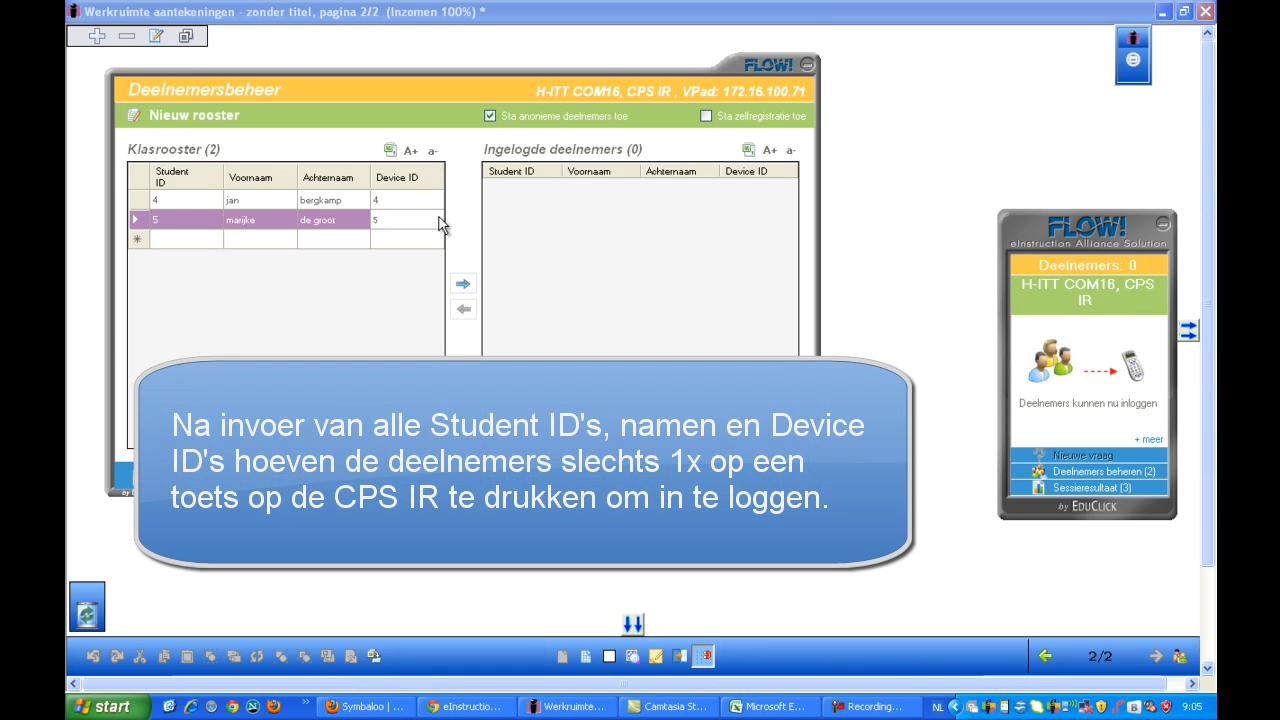 Werkruimte aantekeningen - zonder titel, pagina 2/2 (Inzomen 100%) *
FLOW!
Deelnemersbeheer
H-ITT COM16, CPS IR , VPad: 172.16.100.71
Nieuw rooster
Sta anonieme deelnemers toe
Sta zelfregistratie toe
Klasrooster (2)
A+ a-
Ingelogde deelnemers (0)
A+ a-
Student ID Voornaam Achternaam Device ID
4 jan bergkamp 4
5 marijke de groot 5
Student ID Voornaam Achternaam Device ID
Na invoer van alle Student ID's, namen en Device
ID's hoeven de deelnemers slechts 1x op een
toets op de CPS IR te drukken om in te loggen.
FLOW!
eInstruction Alliance Solution
Deelnemers: 0
H-ITT COM16, CPS
IR
Deelnemers kunnen nu inloggen
+ meer
Nieuwe vraag
Deelnemers beheren (2)
Sessieresultaat (3)
by EDUCLICK
2/2
start
Symbaloo | ...
eInstructio...
Werkruimte...
Camtasia St...
Microsoft E...
Recording...
NL
9:05